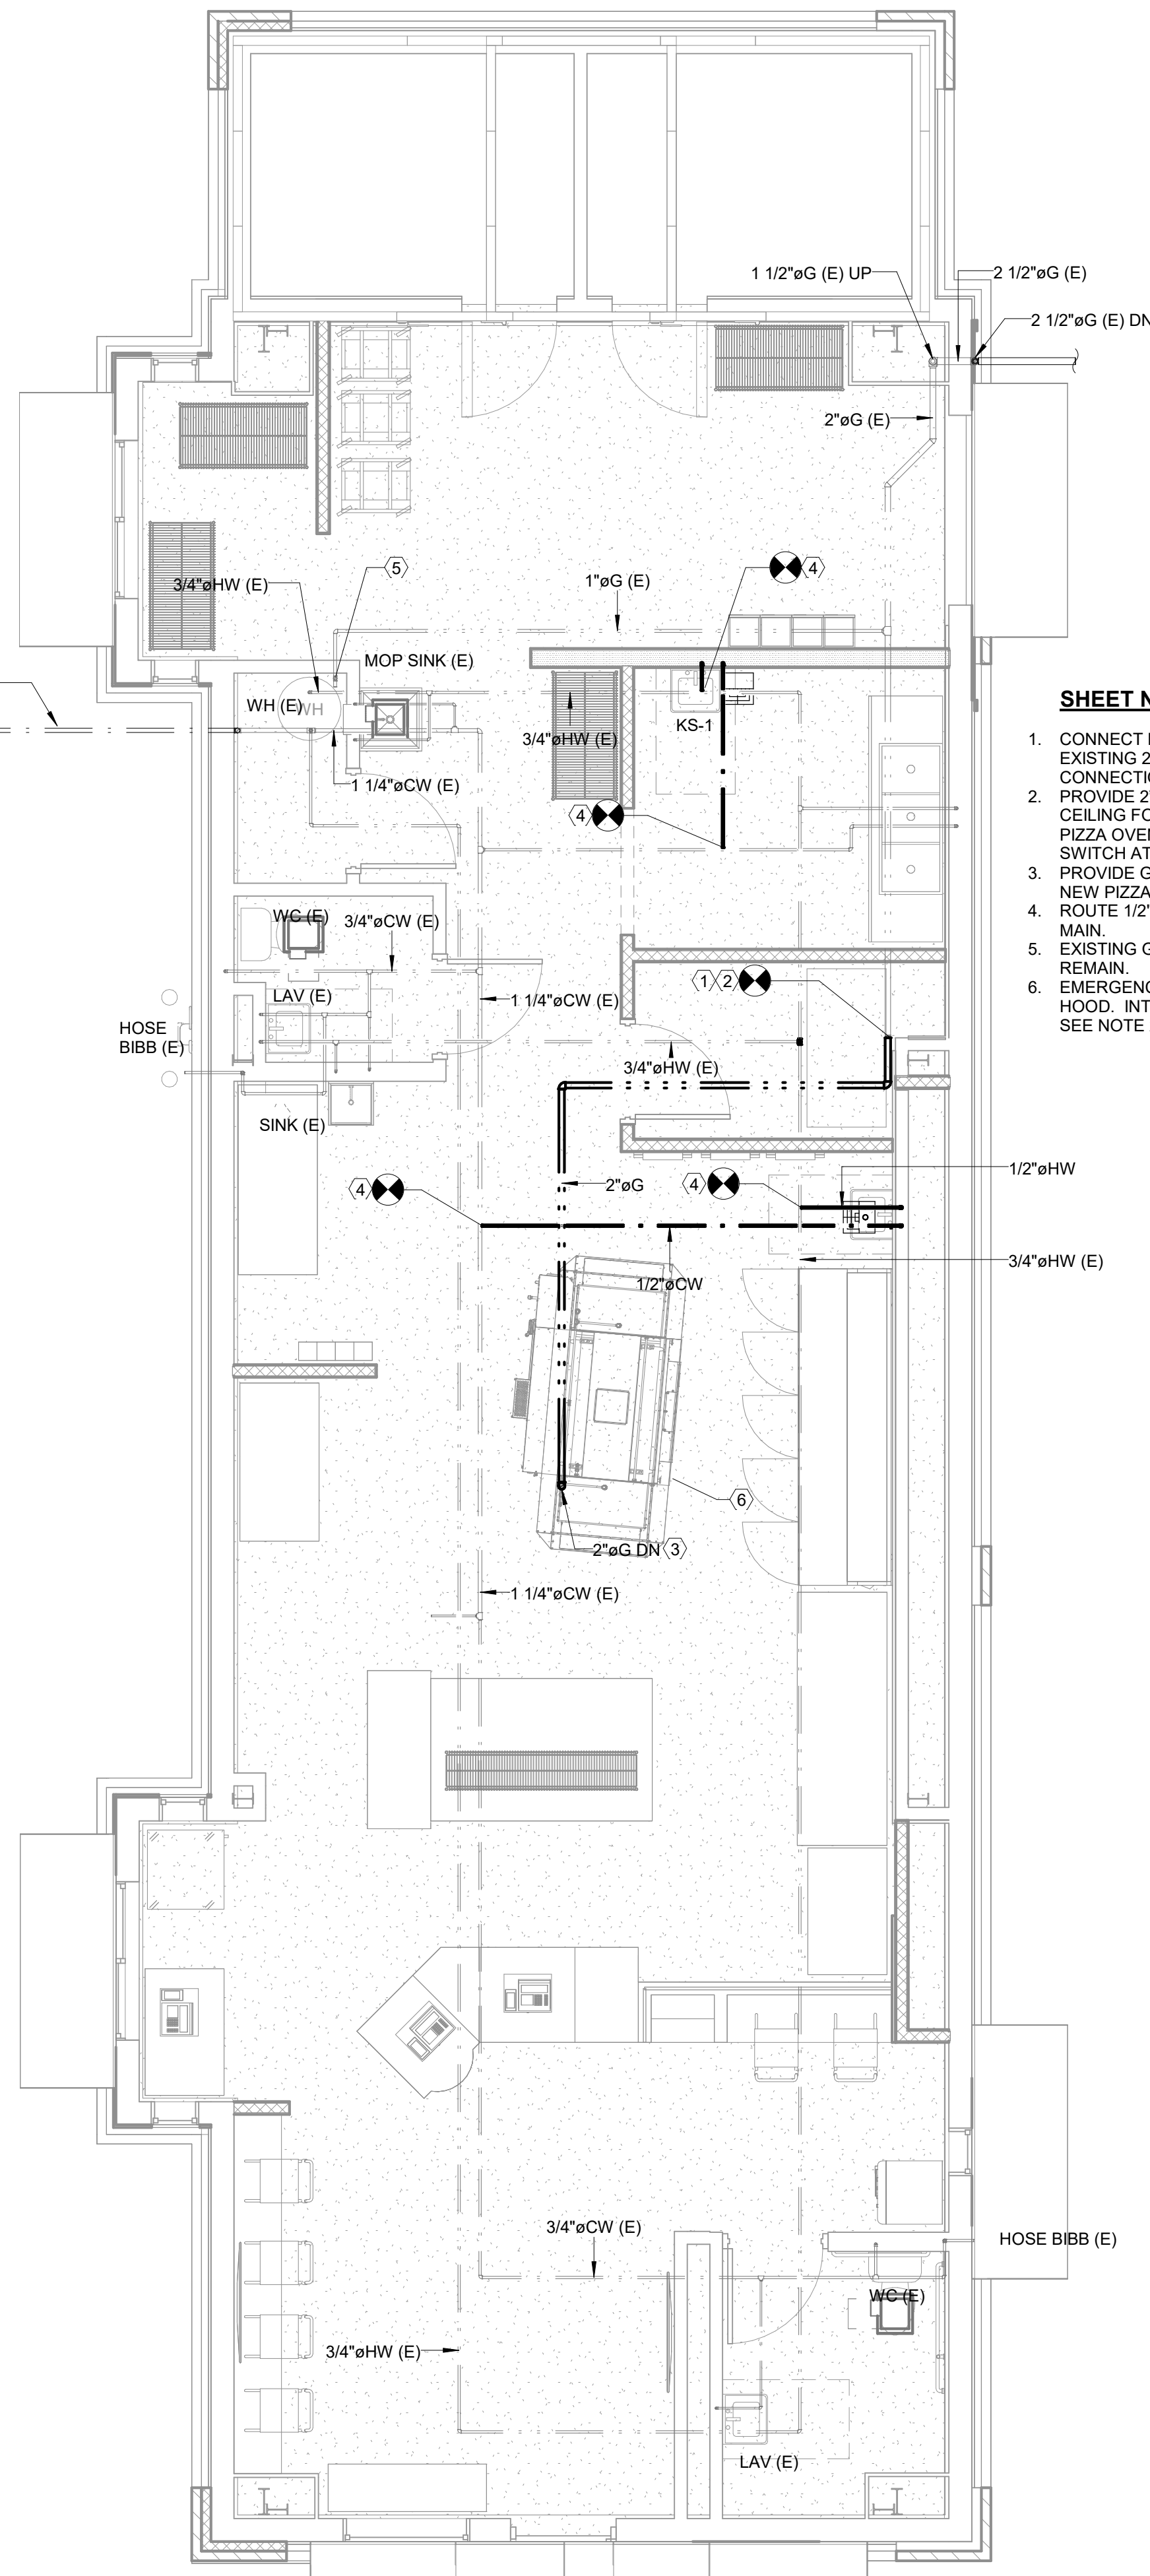 1 1/2"øG (E) UP
2 1/2"øG (E)
2 1/2"øG (E) DN
2"øG (E)
3/4"øHW (E)
5
1"øG (E)
4
MOP SINK (E)
WH (E)
WH
3/4"øHW (E)
KS-1
1 1/4"øCW (E)
4
SHEET N
1. CONNECT
EXISTING 2
CONNECTIO
2. PROVIDE 2"
CEILING FO
PIZZA OVEN
SWITCH AT
3. PROVIDE G
NEW PIZZA
4. ROUTE 1/2"
MAIN.
5. EXISTING G
REMAIN.
6. EMERGENC
HOOD. INT
SEE NOTE
WC (E)
3/4"øCW (E)
LAV (E)
1 1/4"øCW (E)
1 2
HOSE
BIBB (E)
3/4"øHW (E)
SINK (E)
1/2"øHW
4
2"øG
4
3/4"øHW (E)
1/2"øCW
6
2"øG DN 3
1 1/4"øCW (E)
3/4"øCW (E)
HOSE BIBB (E)
WC (E)
3/4"øHW (E)
LAV (E)